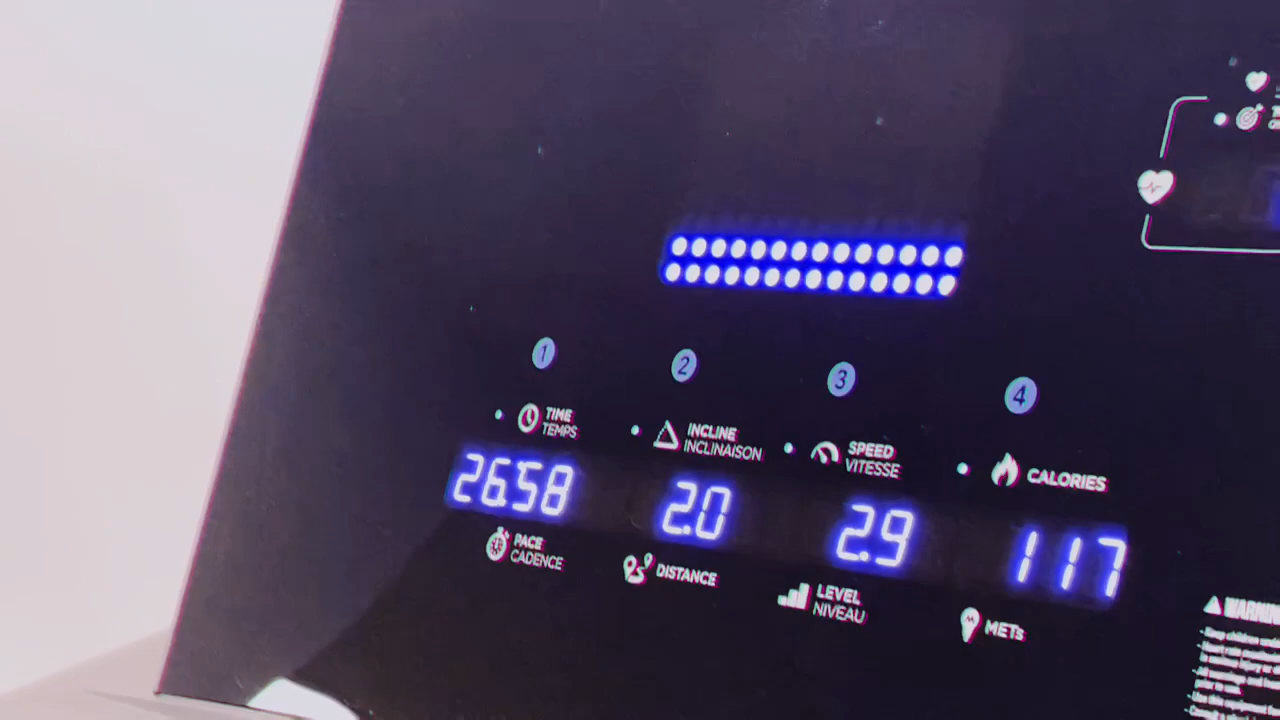 1
2
3
4
TIME
TEMPS
INCLINE
INCLINAISON
SPEED
VITESSE
CALORIES
26:58
2.0
2.9
117
PACE
CADENCE
DISTANCE
LEVEL
NIVEAU
METs
WARNING